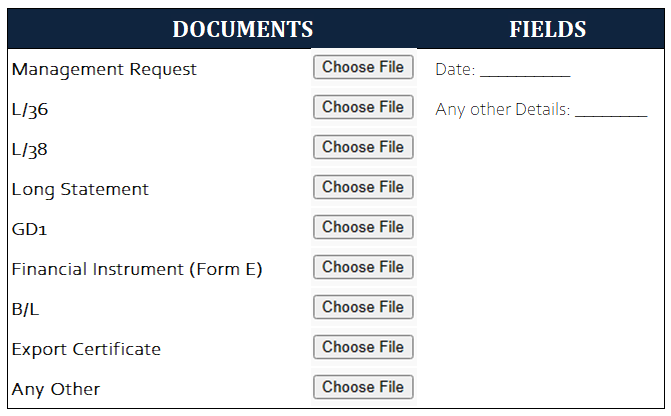 DOCUMENTS FIELDS
Management Request Choose File Date: __________
L/36 Choose File Any other Details: ________
L/38 Choose File
Long Statement Choose File
GD1 Choose File
Financial Instrument (Form E) Choose File
B/L Choose File
Export Certificate Choose File
Any Other Choose File